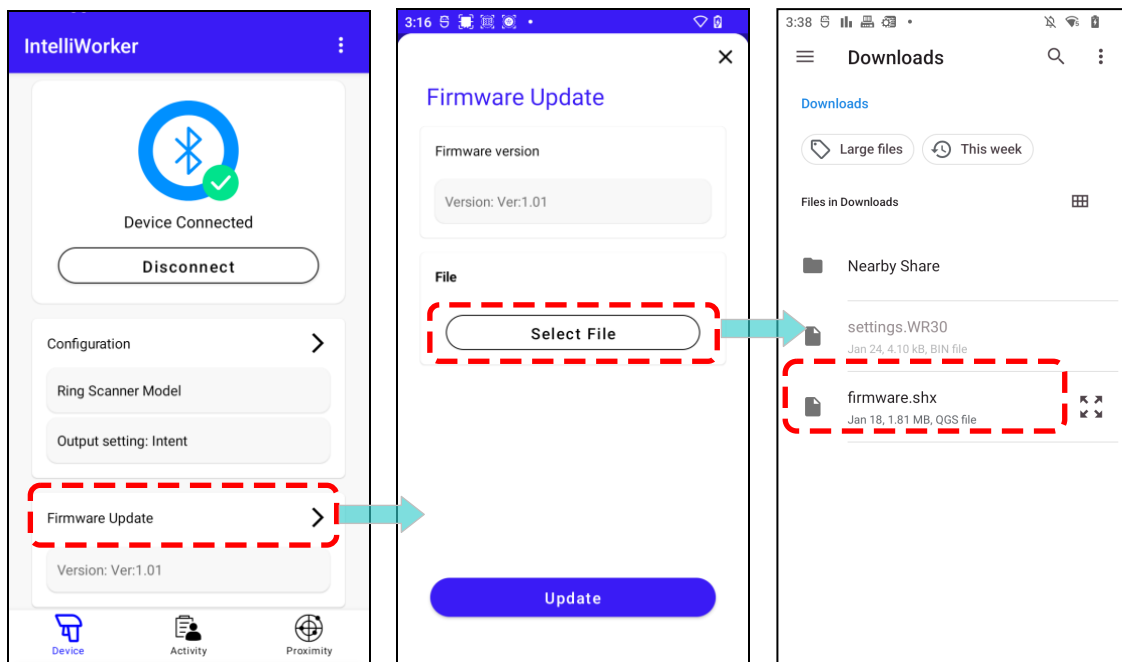 IntelliWorker
Device Connected
Disconnect
Configuration
Ring Scanner Model
Output setting: Intent
Firmware Update
Version: Ver:1.01
Device
Activity
Proximity
3:16
Firmware Update
Firmware version
Version: Ver:1.01
File
Select File
Update
3:38
Downloads
Downloads
Large files
This week
Files in Downloads
Nearby Share
settings.WR30
Jan 24, 4.10 kB, BIN file
firmware.shx
Jan 18, 1.81 MB, QGS file